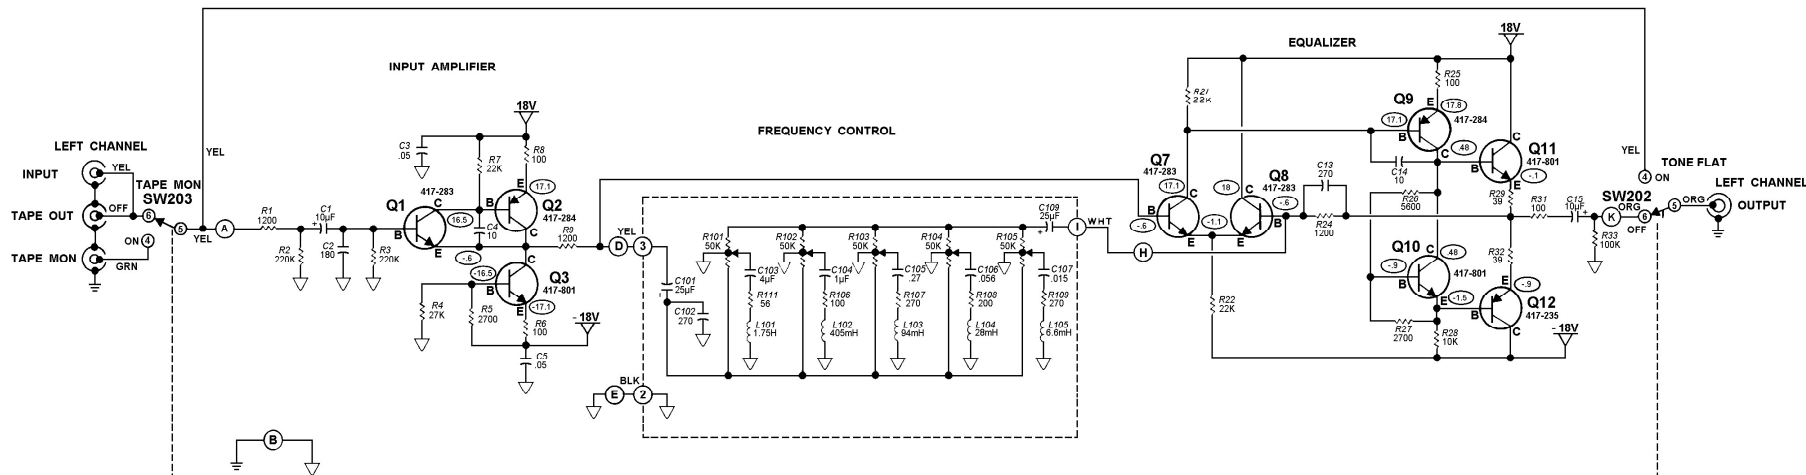 INPUT AMPLIFIER
FREQUENCY CONTROL
EQUALIZER
LEFT CHANNEL
INPUT
YEL
TAPE OUT
OFF
TAPE MON
SW203
TAPE MON
ON 4
GRN
6
5
YEL
YEL
A
R1
1200
R2
220K
C1
10µF
+
C2
180
R3
220K
Q1
417-283
B
C
E
16.5
-.6
C3
.05
R7
22K
18V
R8
100
E
17.1
Q2
417-284
B
C
C4
10
R9
1200
R4
27K
R5
2700
-16.5
B
C
E
Q3
417-801
-17.1
R6
100
- 18V
C5
.05
YEL
D
3
C101
25µF
C102
270
BLK
E
2
B
R101
50K
R102
50K
R103
50K
R104
50K
R105
50K
C103
4µF
C104
1µF
C105
.27
C106
.056
C107
.015
R111
56
R106
100
R107
270
R108
200
R109
270
L101
1.75H
L102
405mH
L103
94mH
L104
28mH
L105
6.6mH
C109
25µF
+
I
WHT
H
R21
22K
Q7
417-283
17.1
B
C
E
-.6
-1.1
Q8
417-283
18
C
B
E
-.6
R22
22K
C13
270
R24
1200
18V
R25
100
Q9
417-284
17.1
17.8
E
B
C
.48
C14
10
Q11
417-801
B
C
E
-.1
R29
39
R26
5600
Q10
417-801
-.9
.48
B
C
E
-1.5
R27
2700
R28
10K
R32
39
Q12
417-235
-.9
B
E
C
- 18V
R31
100
C15
10µF
+
R33
100K
K
SW202
ORG
6
OFF
YEL
4 ON
5
ORG
TONE FLAT
LEFT CHANNEL
OUTPUT